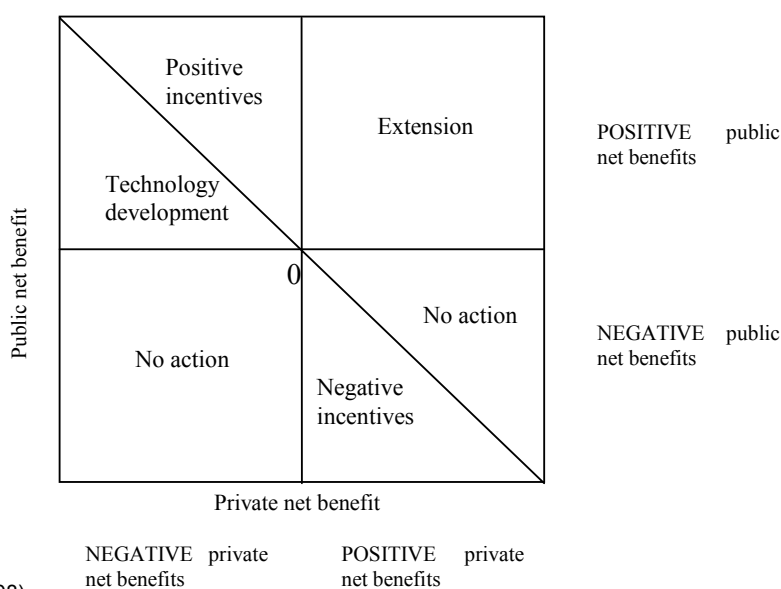 Positive
incentives
Extension
POSITIVE public
net benefits
Technology
development
Public net benefit
0
No action
NEGATIVE public
net benefits
No action
Negative
incentives
Private net benefit
NEGATIVE private
net benefits
POSITIVE private
net benefits